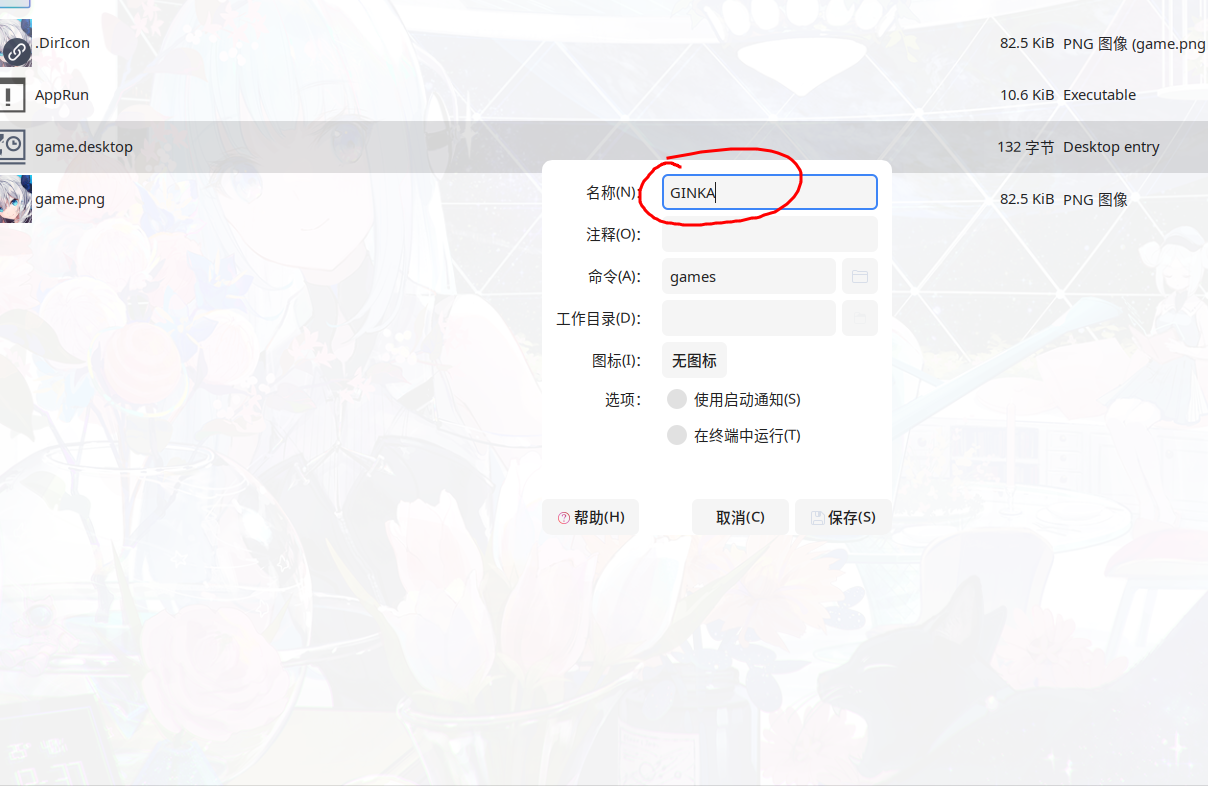 .DirIcon 82.5 KiB PNG 图像 (game.png
AppRun 10.6 KiB Executable
game.desktop 132 字节 Desktop entry
game.png 82.5 KiB PNG 图像
名称(N): GINKA
注释(O):
命令(A): games
工作目录(D):
图标(I): 无图标
选项: 使用启动通知(S)
在终端中运行(T)
帮助(H) 取消(C) 保存(S)